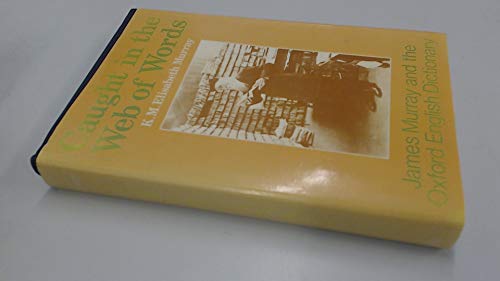 Caught in the
Web of Words
K.M Elisabeth Murray
James Murray and the
Oxford English Dictionary